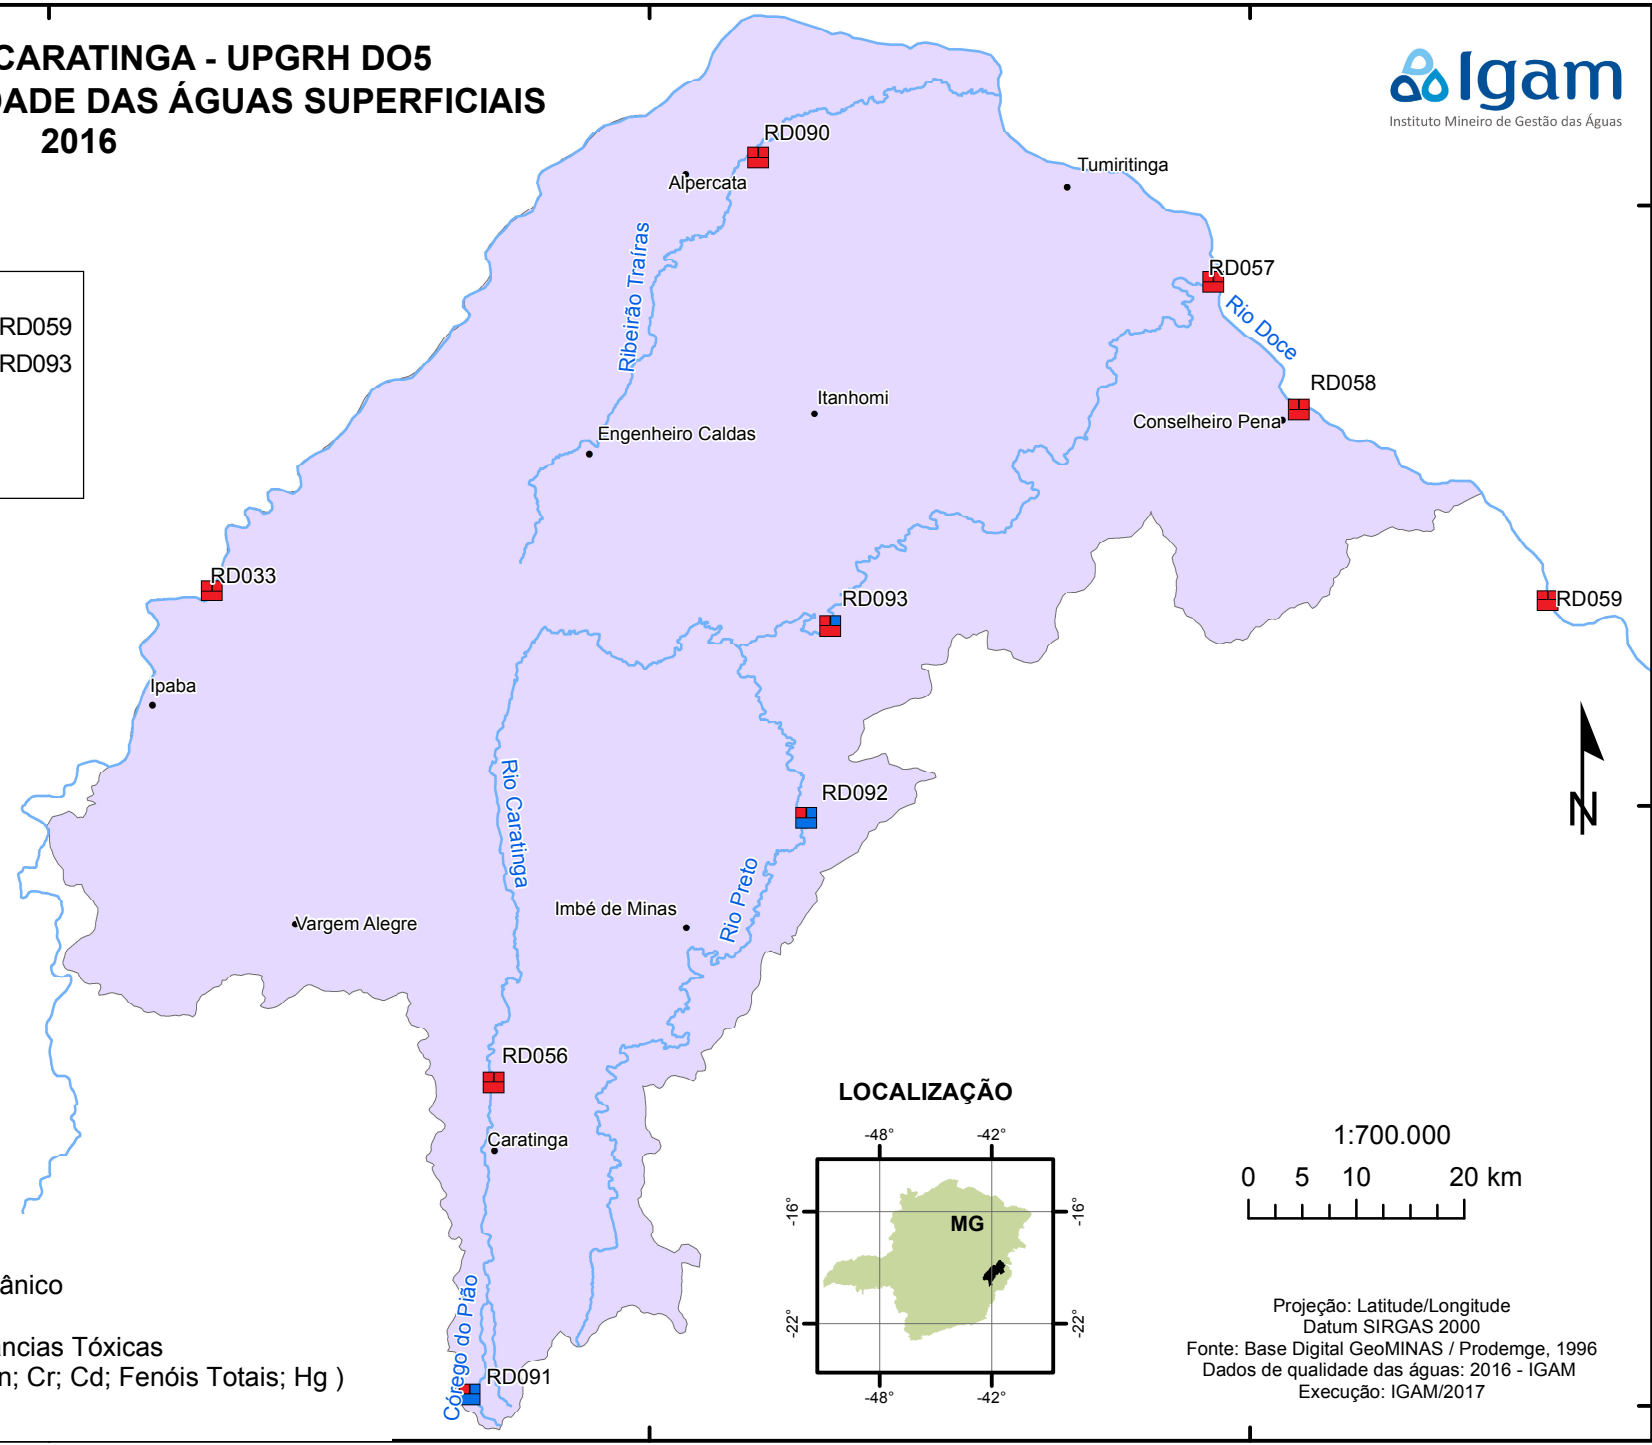 CARATINGA - UPGRH DO5
DADE DAS ÁGUAS SUPERFICIAIS
2016
Igam
Instituto Mineiro de Gestão das Águas
RD090
Alpercata
Tumiritinga
Ribeirão Traíras
RD057
Rio Doce
RD059
RD093
RD058
Itanhomi
Conselheiro Pena
Engenheiro Caldas
RD033
RD093
RD059
Ipaba
Rio Caratinga
RD092
N
Rio Preto
Imbé de Minas
Vargem Alegre
RD056
Caratinga
LOCALIZAÇÃO
-48° -42°
-16° -16°
MG
-22° -22°
-48° -42°
1:700.000
0 5 10 20 km
Córego do Pião
RD091
ânico
ncias Tóxicas
n; Cr; Cd; Fenóis Totais; Hg )
Projeção: Latitude/Longitude
Datum SIRGAS 2000
Fonte: Base Digital GeoMINAS / Prodemge, 1996
Dados de qualidade das águas: 2016 - IGAM
Execução: IGAM/2017